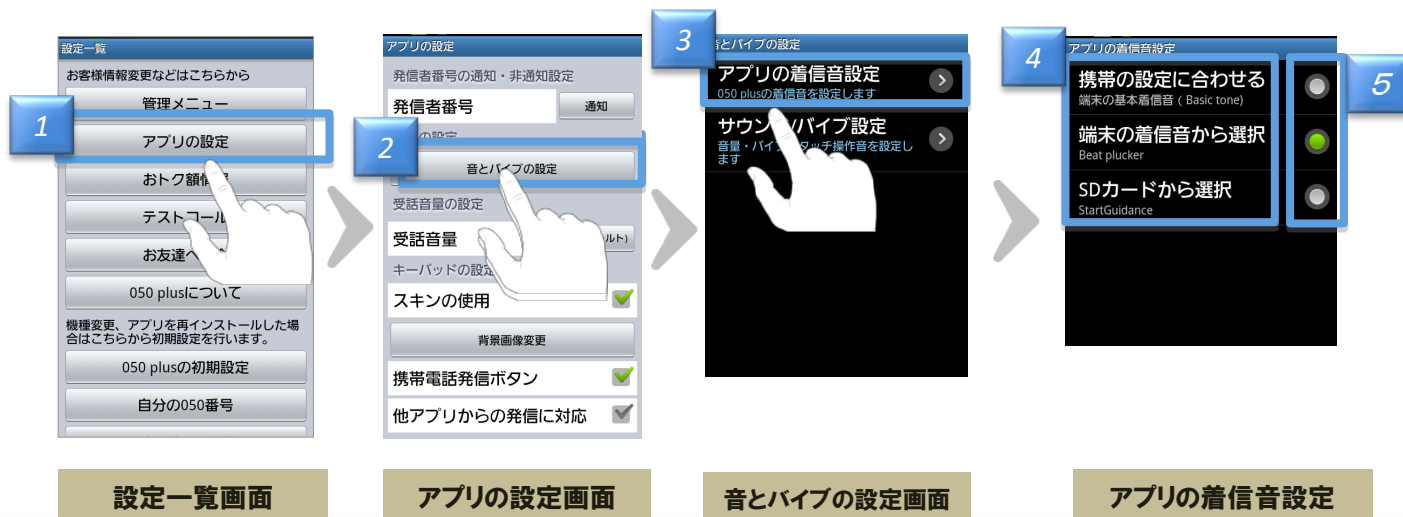 設定一覧
お客様情報変更などはこちらから
管理メニュー
1
アプリの設定
おトク額情
テストコール
お友達へ
050 plusについて
機種変更、アプリを再インストールした場
合はこちらから初期設定を行います。
050 plusの初期設定
自分の050番号
設定一覧画面
アプリの設定
発信者番号の通知・非通知設定
発信者番号
通知
の設定
2
音とバイブの設定
受話音量の設定
受話音量
ルト)
キーパッドの設定
スキンの使用
背景画像変更
携帯電話発信ボタン
他アプリからの発信に対応
アプリの設定画面
3
音とバイブの設定
アプリの着信音設定
050 plusの着信音を設定します
サウンド/バイブ設定
音量・バイブ・タッチ操作音を設定し
ます
音とバイブの設定画面
4
アプリの着信音設定
携帯の設定に合わせる
端末の基本着信音 ( Basic tone)
5
端末の着信音から選択
Beat plucker
SDカードから選択
StartGuidance
アプリの着信音設定